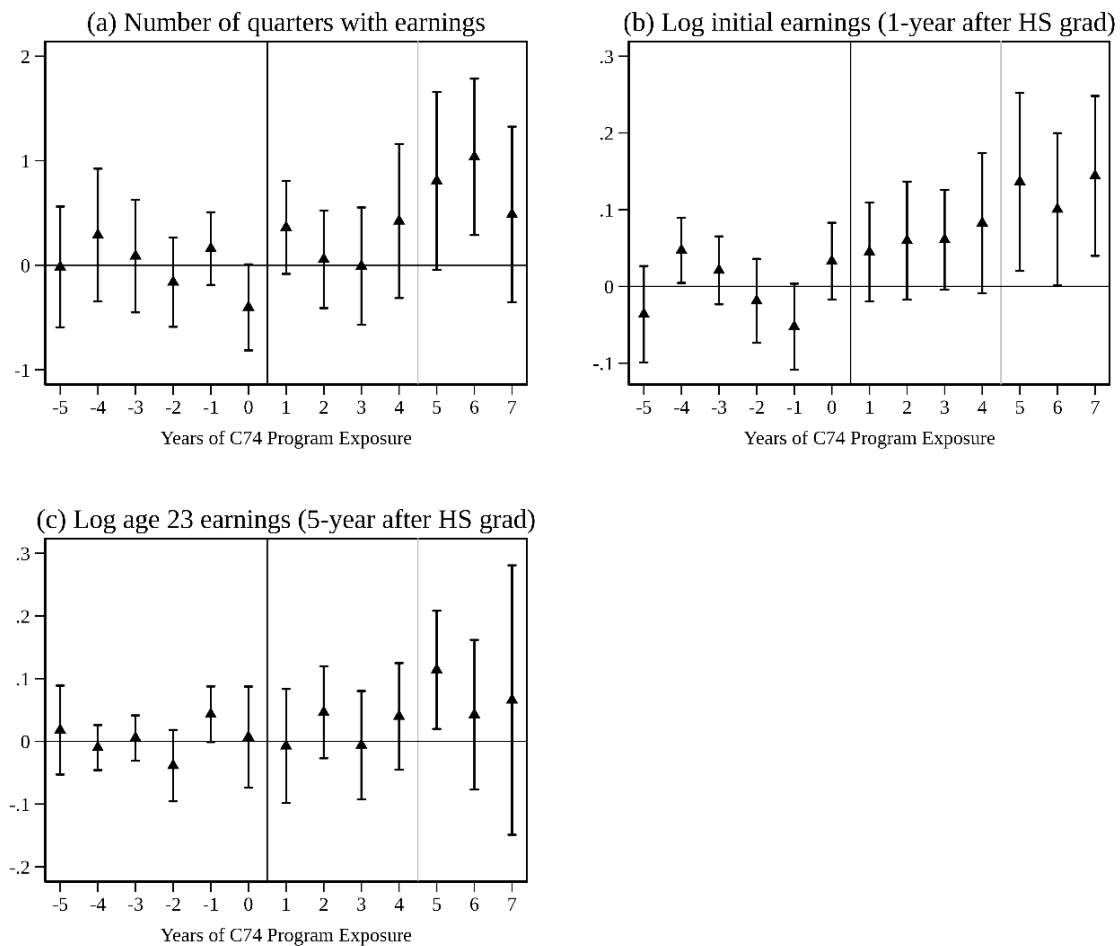 (a) Number of quarters with earnings
2
1
0
-1
-5 -4 -3 -2 -1 0 1 2 3 4 5 6 7
Years of C74 Program Exposure
(b) Log initial earnings (1-year after HS grad)
.3
.2
.1
0
-.1
-5 -4 -3 -2 -1 0 1 2 3 4 5 6 7
Years of C74 Program Exposure
(c) Log age 23 earnings (5-year after HS grad)
.3
.2
.1
0
-.1
-.2
-5 -4 -3 -2 -1 0 1 2 3 4 5 6 7
Years of C74 Program Exposure